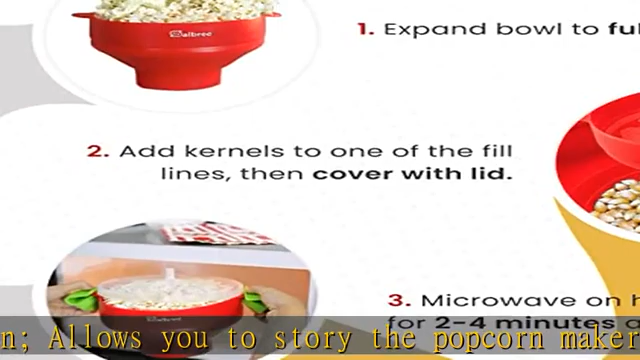 Salbree
1. Expand bowl to ful
2. Add kernels to one of the fill
lines, then cover with lid.
3. Microwave on h
for 2-4 minutes
n; Allows you to story the popcorn maker